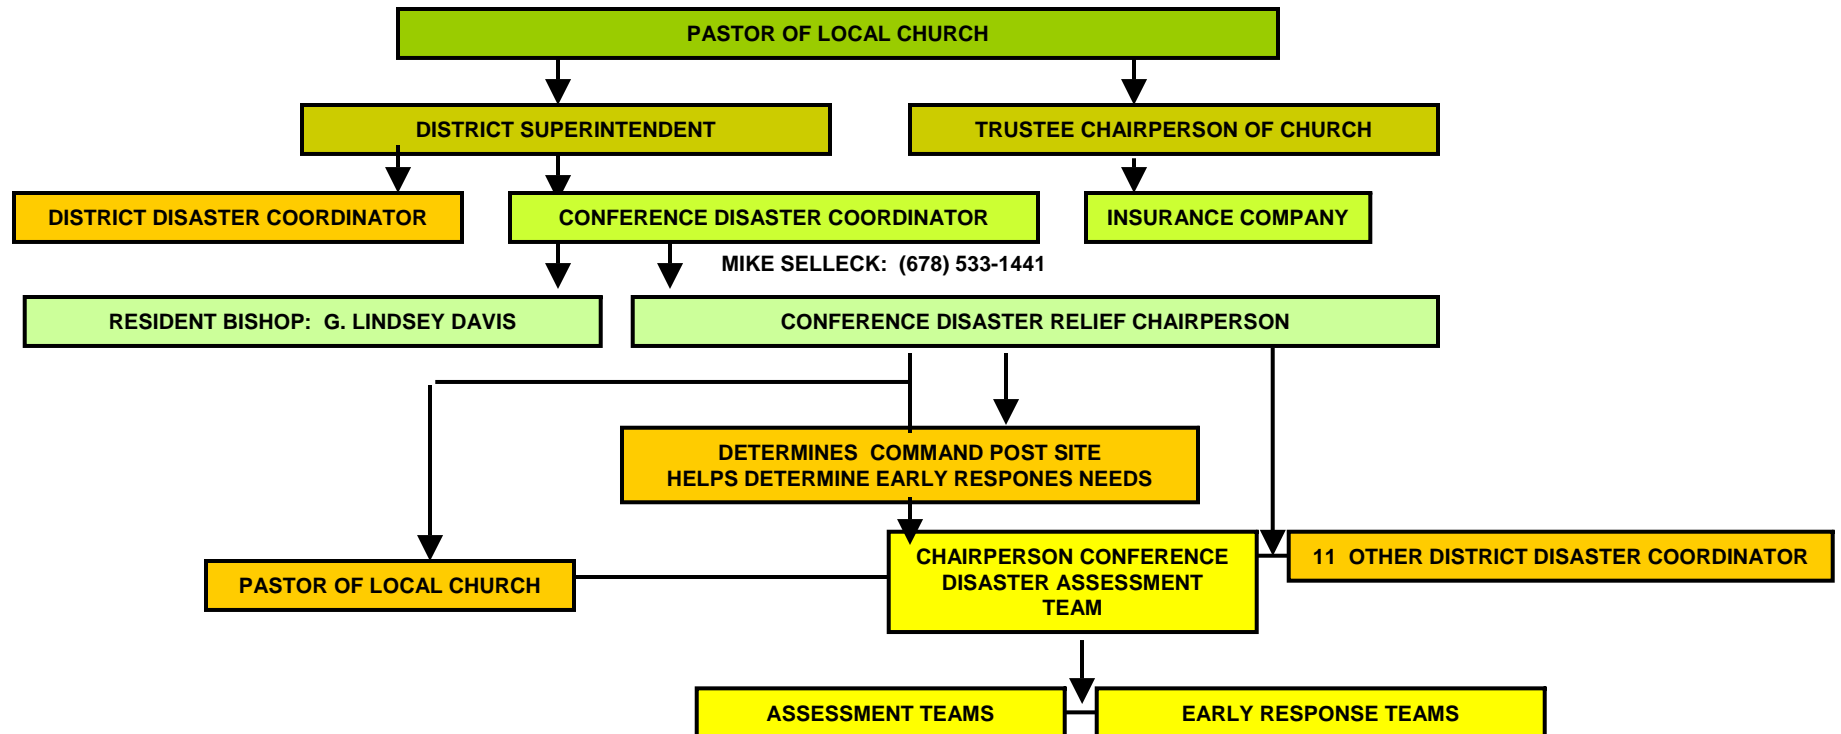 PASTOR OF LOCAL CHURCH
DISTRICT SUPERINTENDENT
TRUSTEE CHAIRPERSON OF CHURCH
DISTRICT DISASTER COORDINATOR
CONFERENCE DISASTER COORDINATOR
INSURANCE COMPANY
MIKE SELLECK: (678) 533-1441
RESIDENT BISHOP: G. LINDSEY DAVIS
CONFERENCE DISASTER RELIEF CHAIRPERSON
DETERMINES COMMAND POST SITE
HELPS DETERMINE EARLY RESPONES NEEDS
PASTOR OF LOCAL CHURCH
CHAIRPERSON CONFERENCE
DISASTER ASSESSMENT
TEAM
11 OTHER DISTRICT DISASTER COORDINATOR
ASSESSMENT TEAMS
EARLY RESPONSE TEAMS